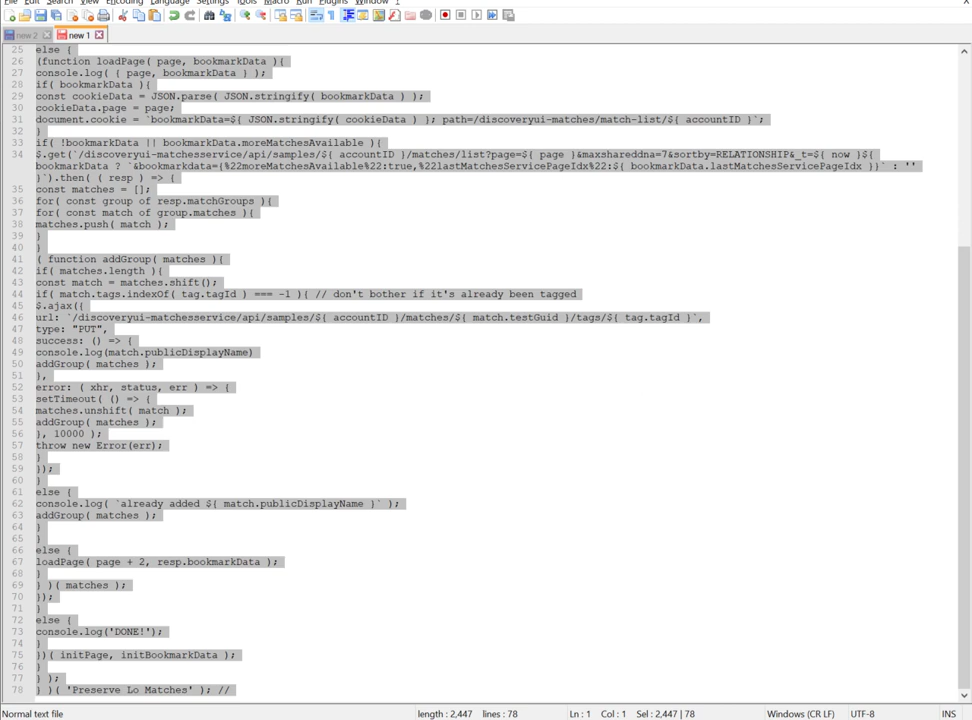 File Edit Search View Encoding Language Settings Tools Macro Run Plugins Window ?
new 2 new 1
25 else {
26 (function loadPage( page, bookmarkData ){
27 console.log( { page, bookmarkData } );
28 if( bookmarkData ){
29 const cookieData = JSON.parse( JSON.stringify( bookmarkData ) );
30 cookieData.page = page;
31 document.cookie = `bookmarkData=${ JSON.stringify( cookieData ) }; path=/discoveryui-matches/match-list/${ accountID }`;
32 }
33 if( !bookmarkData || bookmarkData.moreMatchesAvailable ){
34 $.get(`/discoveryui-matchesservice/api/samples/${ accountID }/matches/list?page=${ page }&maxshareddna=7&sortby=RELATIONSHIP&_t=${ now }${
bookmarkData ? `&bookmarkdata={%22moreMatchesAvailable%22:true,%22lastMatchesServicePageIdx%22:${ bookmarkData.lastMatchesServicePageIdx }}` : ''
}`).then( ( resp ) => {
35 const matches = [];
36 for( const group of resp.matchGroups ){
37 for( const match of group.matches ){
38 matches.push( match );
39 }
40 }
41 ( function addGroup( matches ){
42 if( matches.length ){
43 const match = matches.shift();
44 if( match.tags.indexOf( tag.tagId ) === -1 ){ // don't bother if it's already been tagged
45 $.ajax({
46 url: `/discoveryui-matchesservice/api/samples/${ accountID }/matches/${ match.testGuid }/tags/${ tag.tagId }`,
47 type: "PUT",
48 success: () => {
49 console.log(match.publicDisplayName)
50 addGroup( matches );
51 },
52 error: ( xhr, status, err ) => {
53 setTimeout( () => {
54 matches.unshift( match );
55 addGroup( matches );
56 }, 10000 );
57 throw new Error(err);
58 }
59 });
60 }
61 else {
62 console.log( `already added ${ match.publicDisplayName }` );
63 addGroup( matches );
64 }
65 }
66 else {
67 loadPage( page + 2, resp.bookmarkData );
68 }
69 } )( matches );
70 });
71 }
72 else {
73 console.log('DONE!');
74 }
75 })( initPage, initBookmarkData );
76 }
77 } );
78 } )( 'Preserve Lo Matches' ); //
Normal text file length : 2,447 lines : 78 Ln : 1 Col : 1 Sel : 2,447 | 78 Windows (CR LF) UTF-8 INS